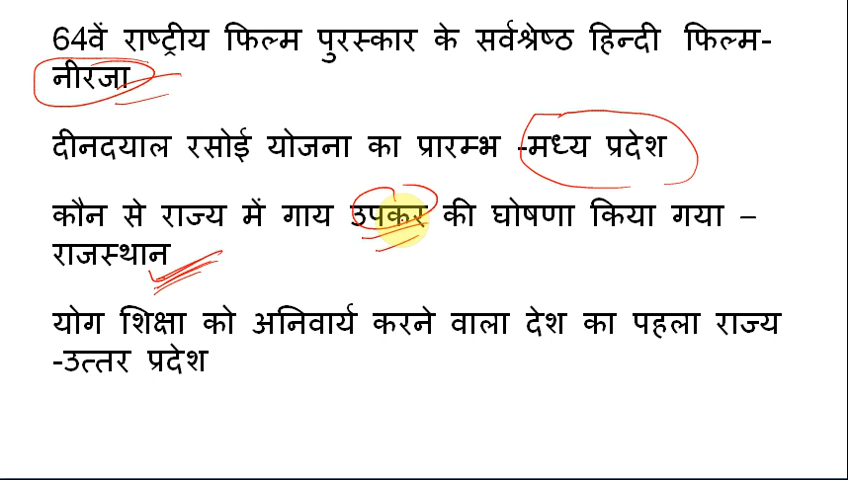 64वें राष्ट्रीय फिल्म पुरस्कार के सर्वश्रेष्ठ हिन्दी फिल्म-
नीरजा
दीनदयाल रसोई योजना का प्रारम्भ -मध्य प्रदेश
कौन से राज्य में गाय उपकर की घोषणा किया गया –
राजस्थान
योग शिक्षा को अनिवार्य करने वाला देश का पहला राज्य
-उत्तर प्रदेश